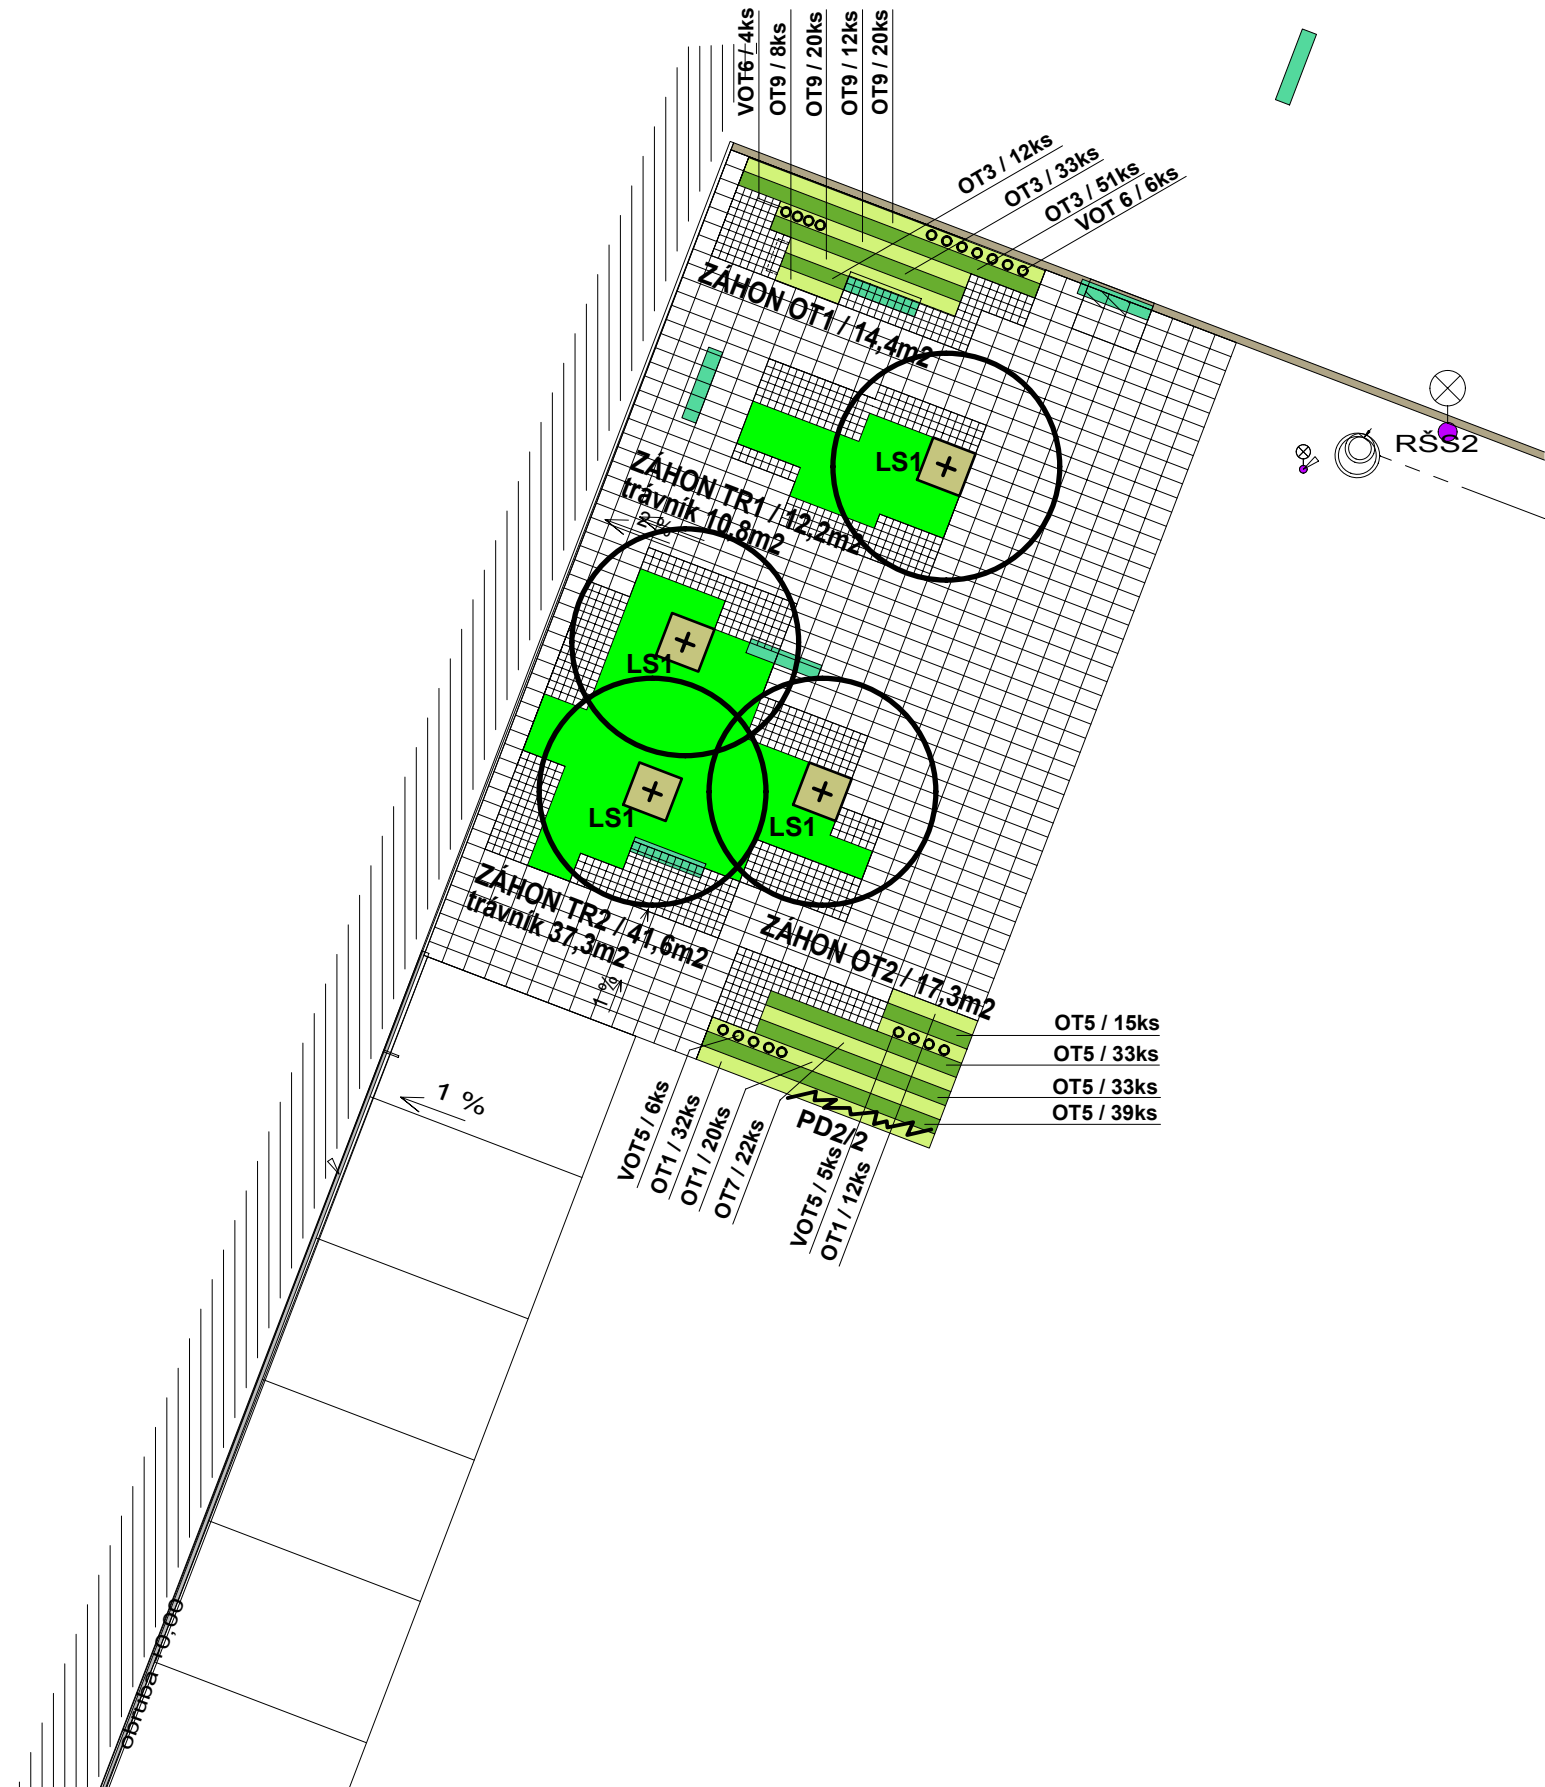 VOT6 / 4ks
OT9 / 8ks
OT9 / 20ks
OT9 / 12ks
OT9 / 20ks
OT3 / 12ks
OT3 / 33ks
OT3 / 51ks
VOT 6 / 6ks
ZÁHON OT1 / 14,4m2
RŠS2
LS1
ZÁHON TR1 / 12,2m2
trávník 10,8m2
2 %
LS1
LS1
LS1
ZÁHON TR2 / 41,6m2
trávník 37,3m2
1 %
ZÁHON OT2 / 17,3m2
OT5 / 15ks
OT5 / 33ks
OT5 / 33ks
OT5 / 39ks
1 %
PD2/2
VOT5 / 6ks
OT1 / 32ks
OT1 / 20ks
OT7 / 22ks
VOT5 / 5ks
OT1 / 12ks
obruba +0,00